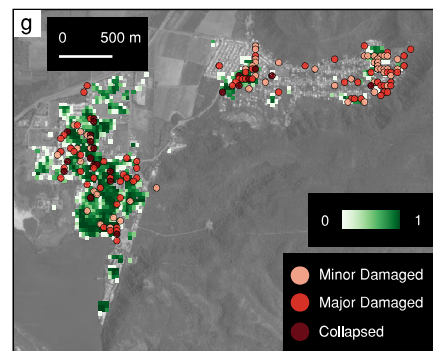 g
0 500 m
0 1
Minor Damaged
Major Damaged
Collapsed